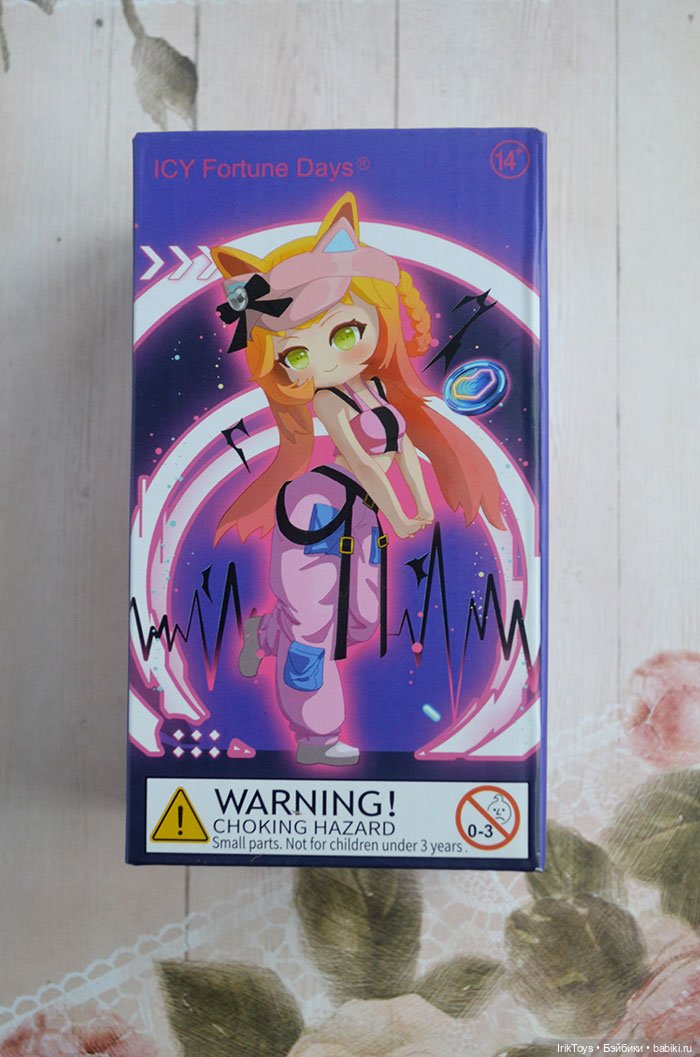 ICY Fortune Days®
14+
WARNING!
CHOKING HAZARD
Small parts. Not for children under 3 years.
0-3
IrikToys • Бэйбики • babiki.ru